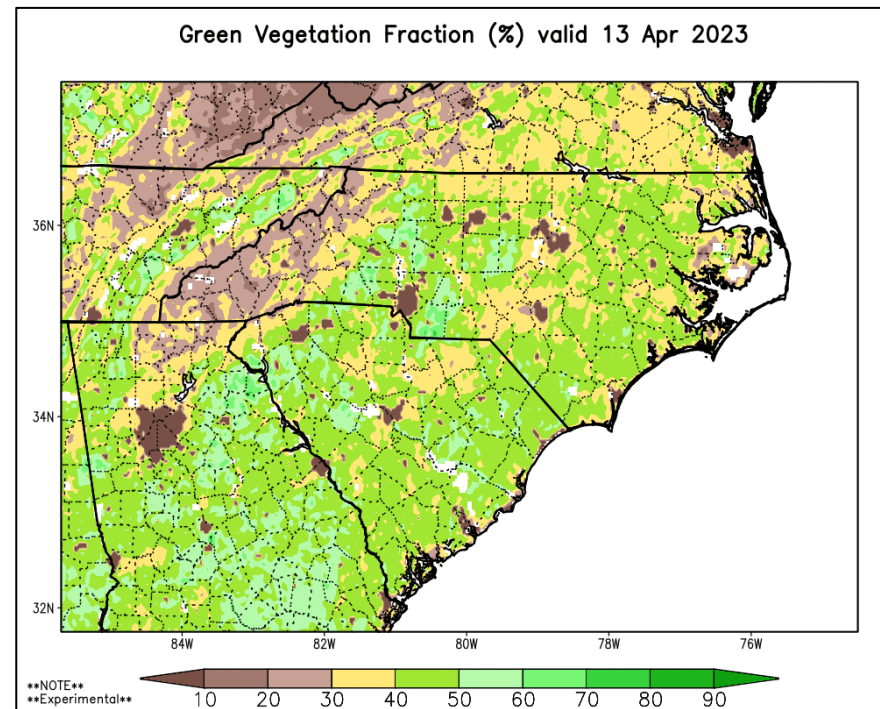 Green Vegetation Fraction (%) valid 13 Apr 2023
36N
34N
32N
84W 82W 80W 78W 76W
**NOTE**
**Experimental**
10 20 30 40 50 60 70 80 90